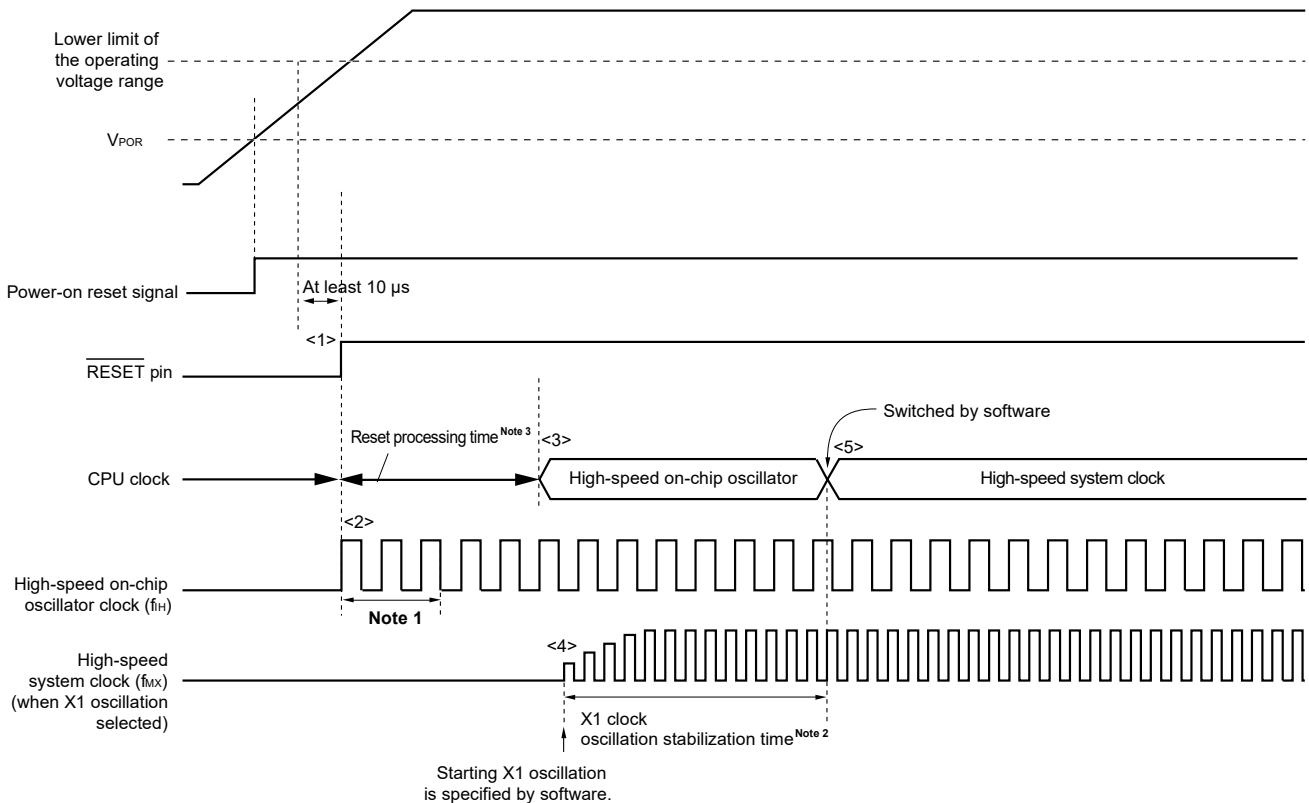 Lower limit of
the operating
voltage range
VPOR
Power-on reset signal
At least 10 µs
<1>
RESET pin
Switched by software
Reset processing time Note 3
<3>
<5>
CPU clock
High-speed on-chip oscillator
High-speed system clock
<2>
High-speed on-chip
oscillator clock (fIH)
Note 1
<4>
High-speed
system clock (fMX)
(when X1 oscillation
selected)
X1 clock
oscillation stabilization time Note 2
Starting X1 oscillation
is specified by software.